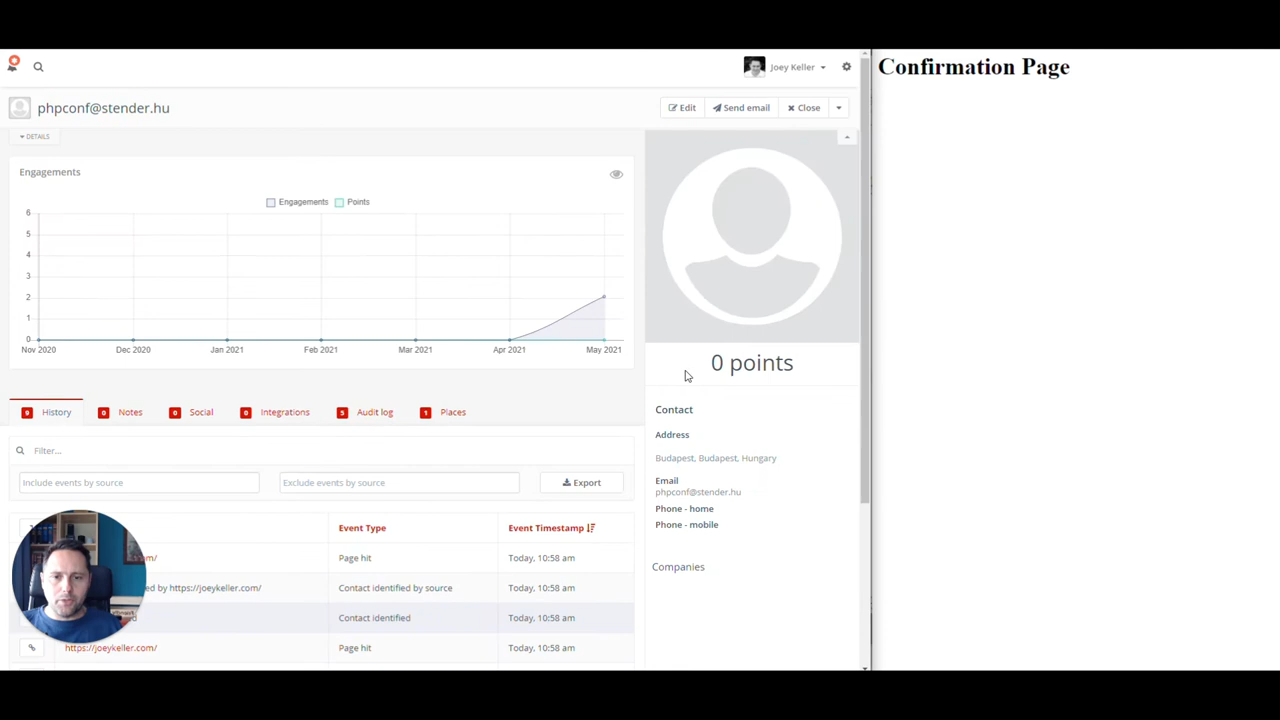 Joey Keller
Confirmation Page
phpconf@stender.hu
Edit
Send email
Close
DETAILS
Engagements
Engagements
Points
6
5
4
3
2
1
0
Nov 2020
Dec 2020
Jan 2021
Feb 2021
Mar 2021
Apr 2021
May 2021
0 points
9 History
0 Notes
0 Social
0 Integrations
5 Audit log
1 Places
Filter...
Include events by source
Exclude events by source
Export
Event Type
Event Timestamp
om/
Page hit
Today, 10:58 am
ed by https://joeykeller.com/
Contact identified by source
Today, 10:58 am
Contact identified
Today, 10:58 am
https://joeykeller.com/
Page hit
Today, 10:58 am
Contact
Address
Budapest, Budapest, Hungary
Email
phpconf@stender.hu
Phone - home
Phone - mobile
Companies